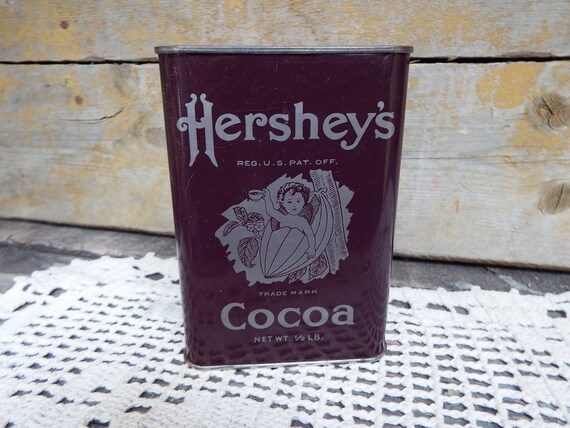 Hershey's
REG. U.S. PAT. OFF.
TRADE MARK
Cocoa
NET WT. ½ LB.